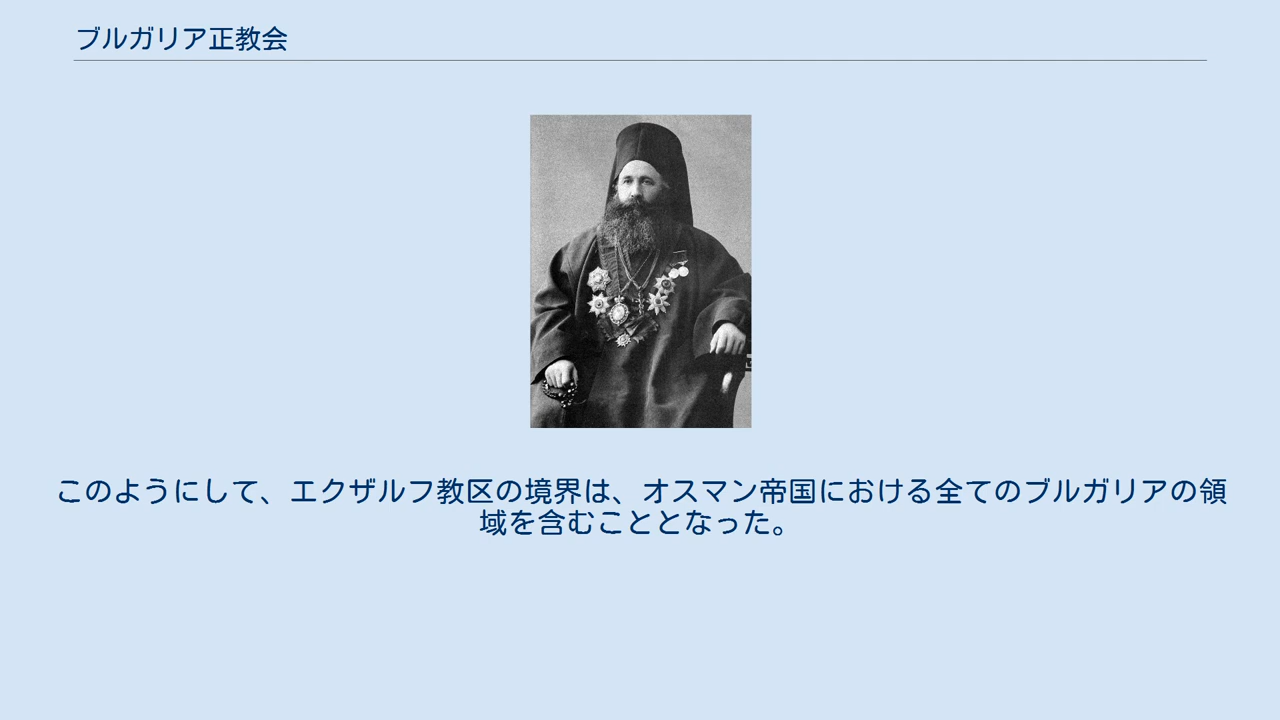 ブルガリア正教会
このようにして、エクザルフ教区の境界は、オスマン帝国における全てのブルガリアの領
域を含むこととなった。